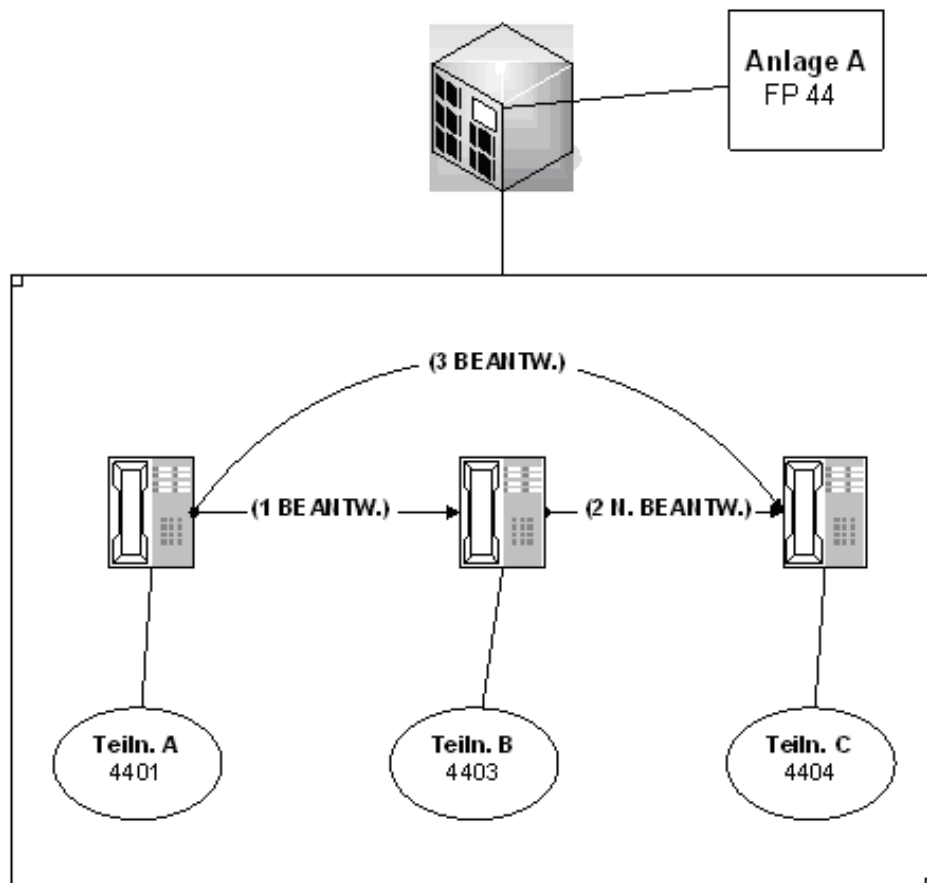 Anlage A
FP 44
(3 BEANTW.)
(1 BEANTW.)
(2 N. BEANTW.)
Teiln. A
4401
Teiln. B
4403
Teiln. C
4404